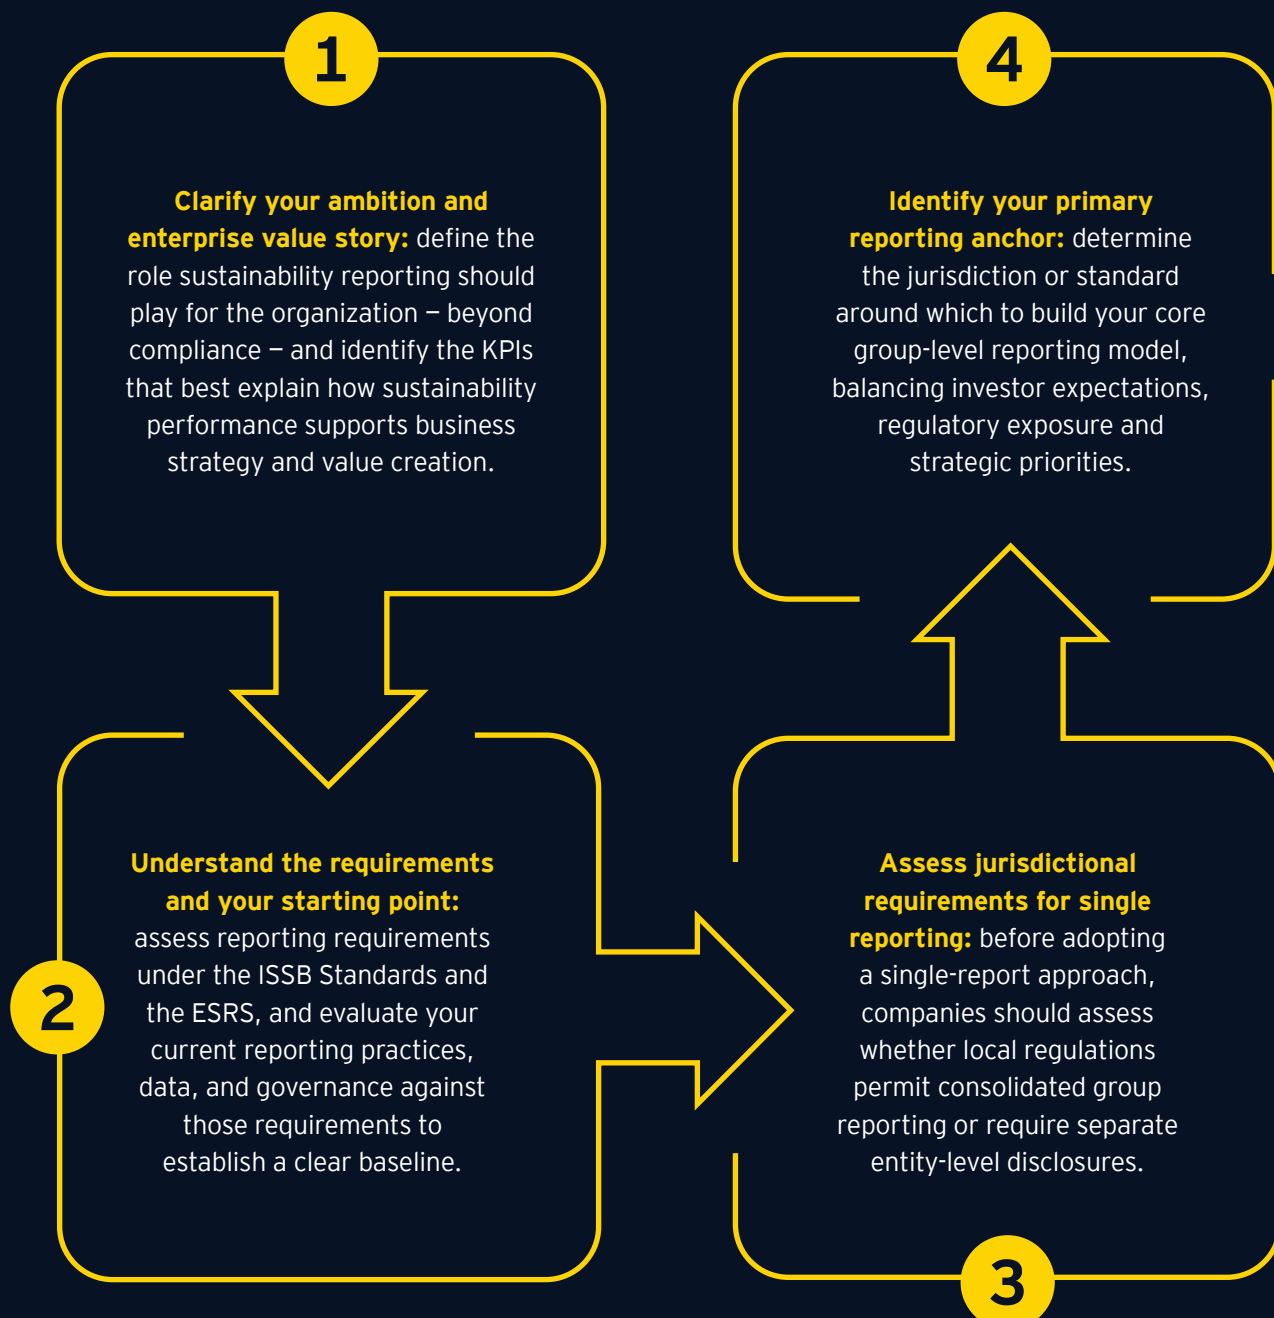 1
Clarify your ambition and
enterprise value story: define the
role sustainability reporting should
play for the organization – beyond
compliance – and identify the KPIs
that best explain how sustainability
performance supports business
strategy and value creation.
2
Understand the requirements
and your starting point:
assess reporting requirements
under the ISSB Standards and
the ESRS, and evaluate your
current reporting practices,
data, and governance against
those requirements to
establish a clear baseline.
3
Assess jurisdictional
requirements for single
reporting: before adopting
a single-report approach,
companies should assess
whether local regulations
permit consolidated group
reporting or require separate
entity-level disclosures.
4
Identify your primary
reporting anchor: determine
the jurisdiction or standard
around which to build your core
group-level reporting model,
balancing investor expectations,
regulatory exposure and
strategic priorities.